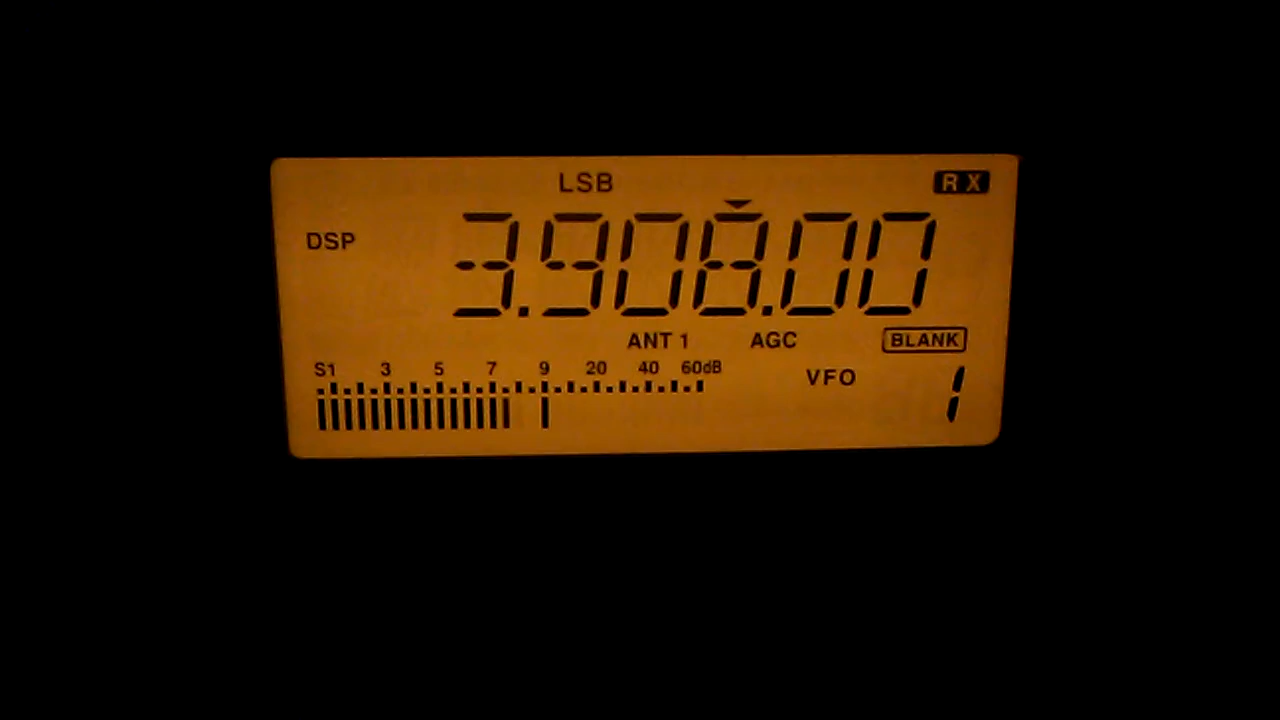 LSB RX
DSP 3.908.00
ANT 1 AGC BLANK
S1 3 5 7 9 20 40 60dB
VFO 1